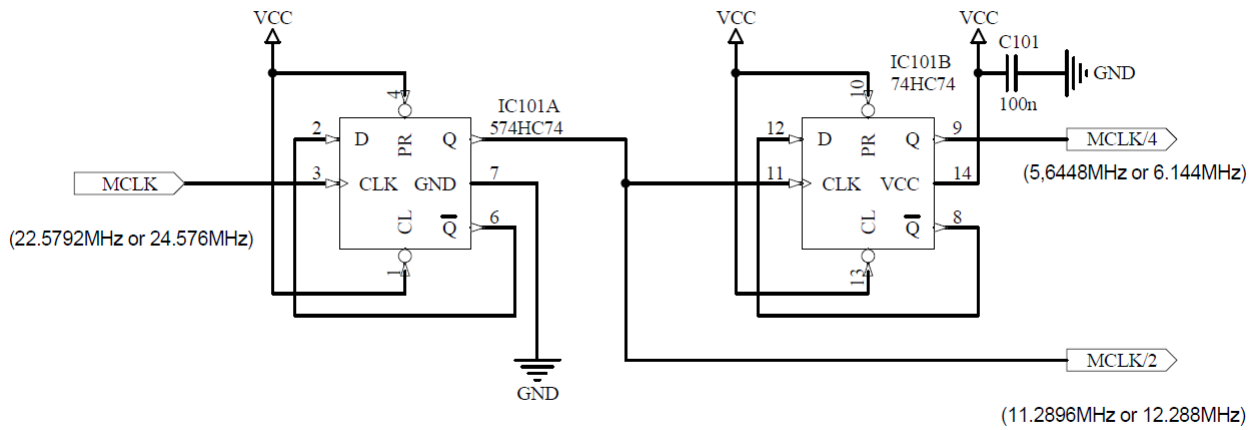 VCC
4
IC101A
574HC74
2
D
PR
Q
MCLK
3
CLK
GND
7
CL
Q
6
1
(22.5792MHz or 24.576MHz)
GND
VCC
10
IC101B
74HC74
12
D
PR
Q
9
11
CLK
VCC
14
CL
Q
8
13
VCC
C101
100n
GND
MCLK/4
(5,6448MHz or 6.144MHz)
MCLK/2
(11.2896MHz or 12.288MHz)